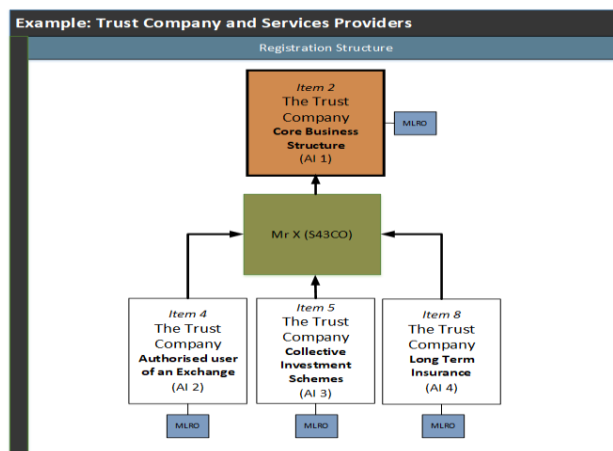 Example: Trust Company and Services Providers
Registration Structure
Item 2
The Trust
Company
Core Business
Structure
(AI 1)
MLRO
Mr X (S43CO)
Item 4
The Trust
Company
Authorised user
of an Exchange
(AI 2)
MLRO
Item 5
The Trust
Company
Collective
Investment
Schemes
(AI 3)
MLRO
Item 8
The Trust
Company
Long Term
Insurance
(AI 4)
MLRO